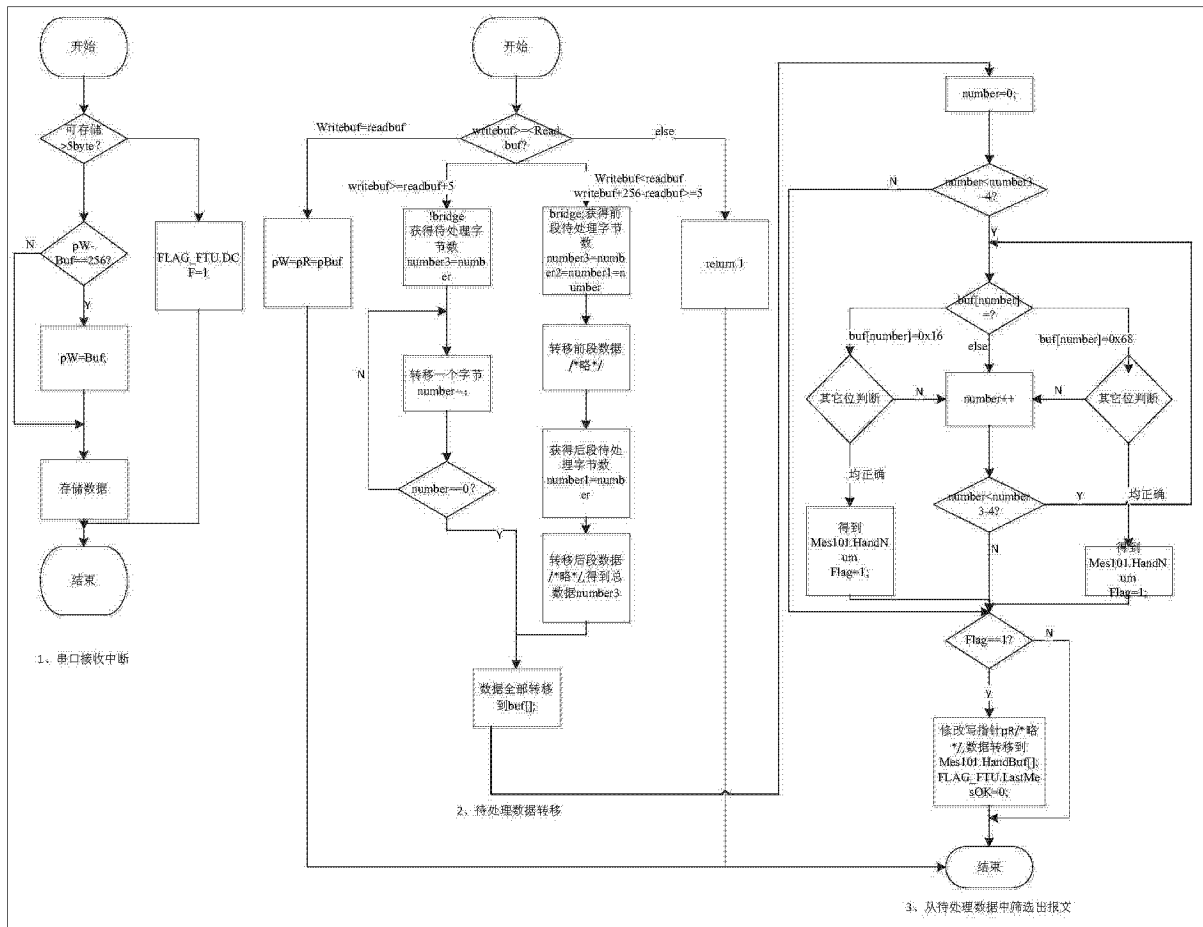 开始
可存储
>5byte?
N
pW-
Buf==256?
Y
pW=Buf;
FLAG_FTU.DC
F=1
存储数据
结束
1、串口接收中断
开始
Writebuf=readbuf
writebuf>=<Read
buf?
else
writebuf>=readbuf+5
Writebuf<readbuf
writebuf+256-readbuf>=5
pW=pR=pBuf
!bridge
获得待处理字
节数
number3=numb
er
bridge,获得前
段待处理字节
数
number3=numb
er2=number1=n
umber
return 1
N
转移一个字节
number--;
number==0?
Y
转移前段数据
/*略*/
获得后段待处
理字节数
number1=numb
er
转移后段数据
/*略*/,得到总
数据number3
数据全部转移
到buf[];
2、待处理数据转移
number=0;
N
number<number3
-4?
Y
buf[number]
=?
buf[number]=0x16
else
buf[number]=0x68
其它位判断
N
number++
N
其它位判断
均正确
number<number
3-4?
Y
均正确
N
得到
Mes101.HandN
um
Flag=1;
得到
Mes101.HandN
um
Flag=1;
Flag==1?
N
Y
修改写指针pR/*略
*/,数据转移到
Mes101.HandBuf[];
FLAG_FTU.LastMe
sOK=0;
结束
3、从待处理数据中筛选出报文